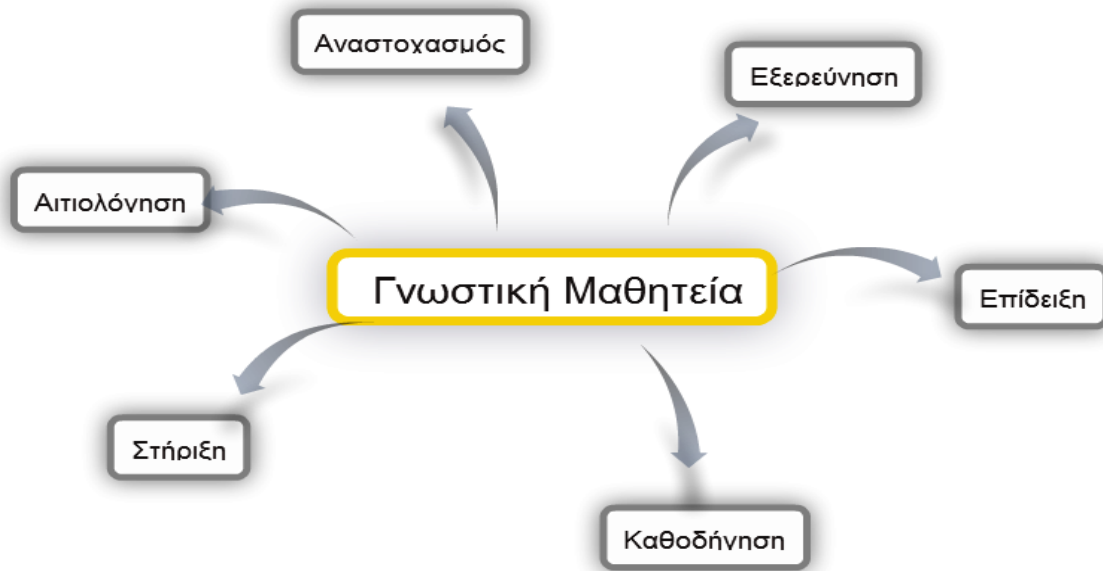 Αναστοχασμός
Εξερεύνηση
Αιτιολόγηση
Γνωστική Μαθητεία
Επίδειξη
Στήριξη
Καθοδήγηση